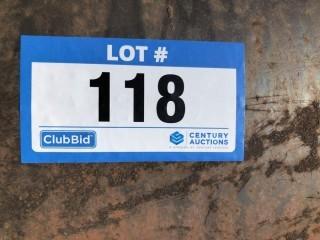 LOT #
118
ClubBid
CENTURY
AUCTIONS